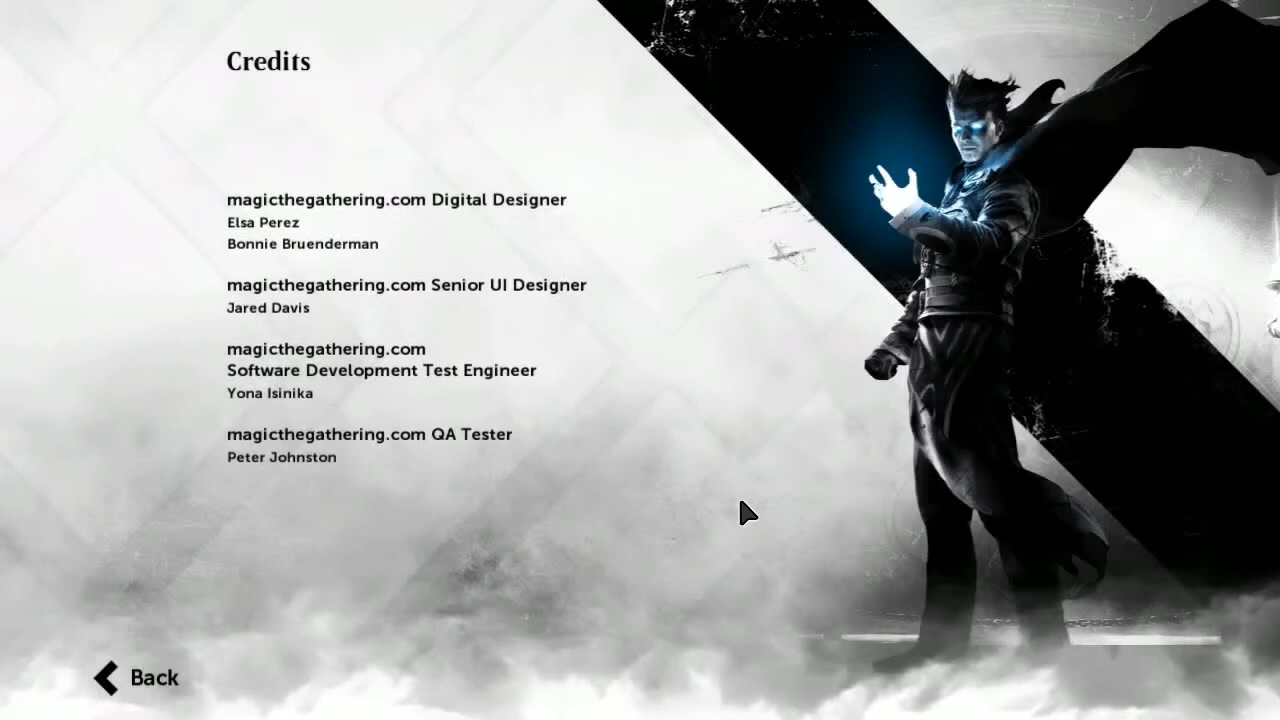 Credits
magicthegathering.com Digital Designer
Elsa Perez
Bonnie Bruenderman
magicthegathering.com Senior UI Designer
Jared Davis
magicthegathering.com
Software Development Test Engineer
Yona Isinika
magicthegathering.com QA Tester
Peter Johnston
Back